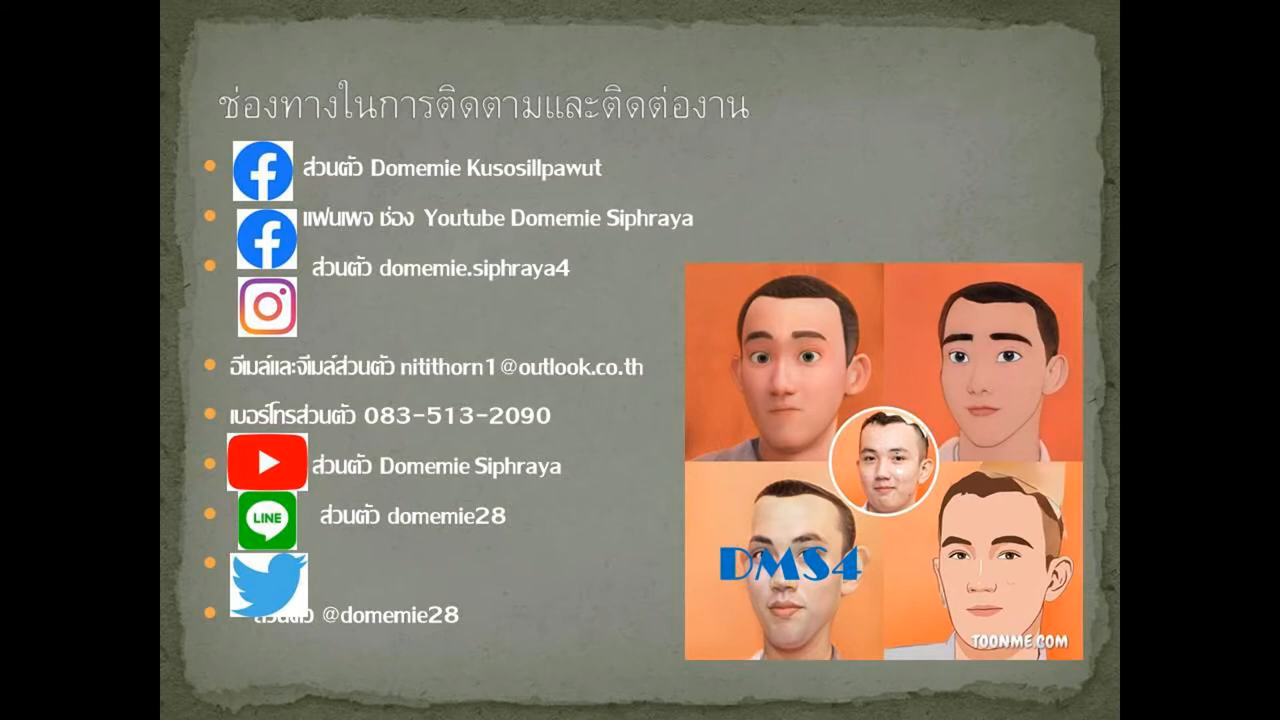 ช่องทางในการติดตามและติดต่องาน
ส่วนตัว Domemie Kusosillpawut
แฟนเพจ ช่อง Youtube Domemie Siphraya
ส่วนตัว domemie.siphraya4
อีเมล์และจีเมล์ส่วนตัว nitithorn1@outlook.co.th
เบอร์โทรส่วนตัว 083-513-2090
ส่วนตัว Domemie Siphraya
LINE
ส่วนตัว domemie28
ส่วนตัว @domemie28
DMS4
TOONME.COM